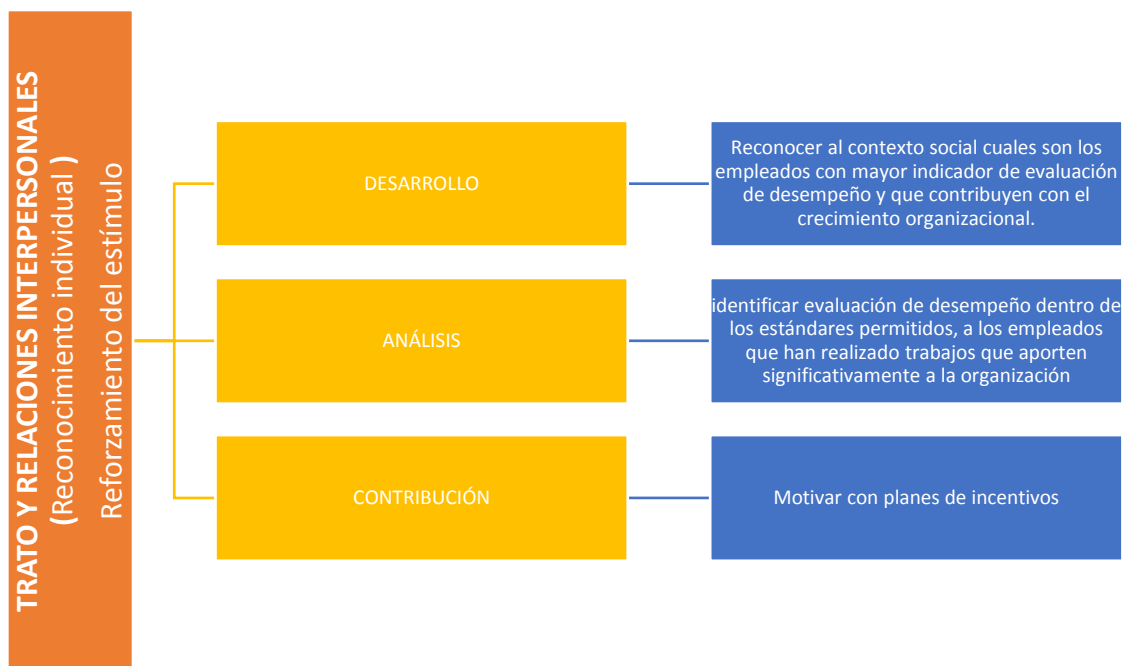 TRATO Y RELACIONES INTERPERSONALES
(Reconocimiento individual )
Reforzamiento del estímulo
DESARROLLO
Reconocer al contexto social cuales son los
empleados con mayor indicador de evaluación
de desempeño y que contribuyen con el
crecimiento organizacional.
ANÁLISIS
identificar evaluación de desempeño dentro de
los estándares permitidos, a los empleados
que han realizado trabajos que aporten
significativamente a la organización
CONTRIBUCIÓN
Motivar con planes de incentivos